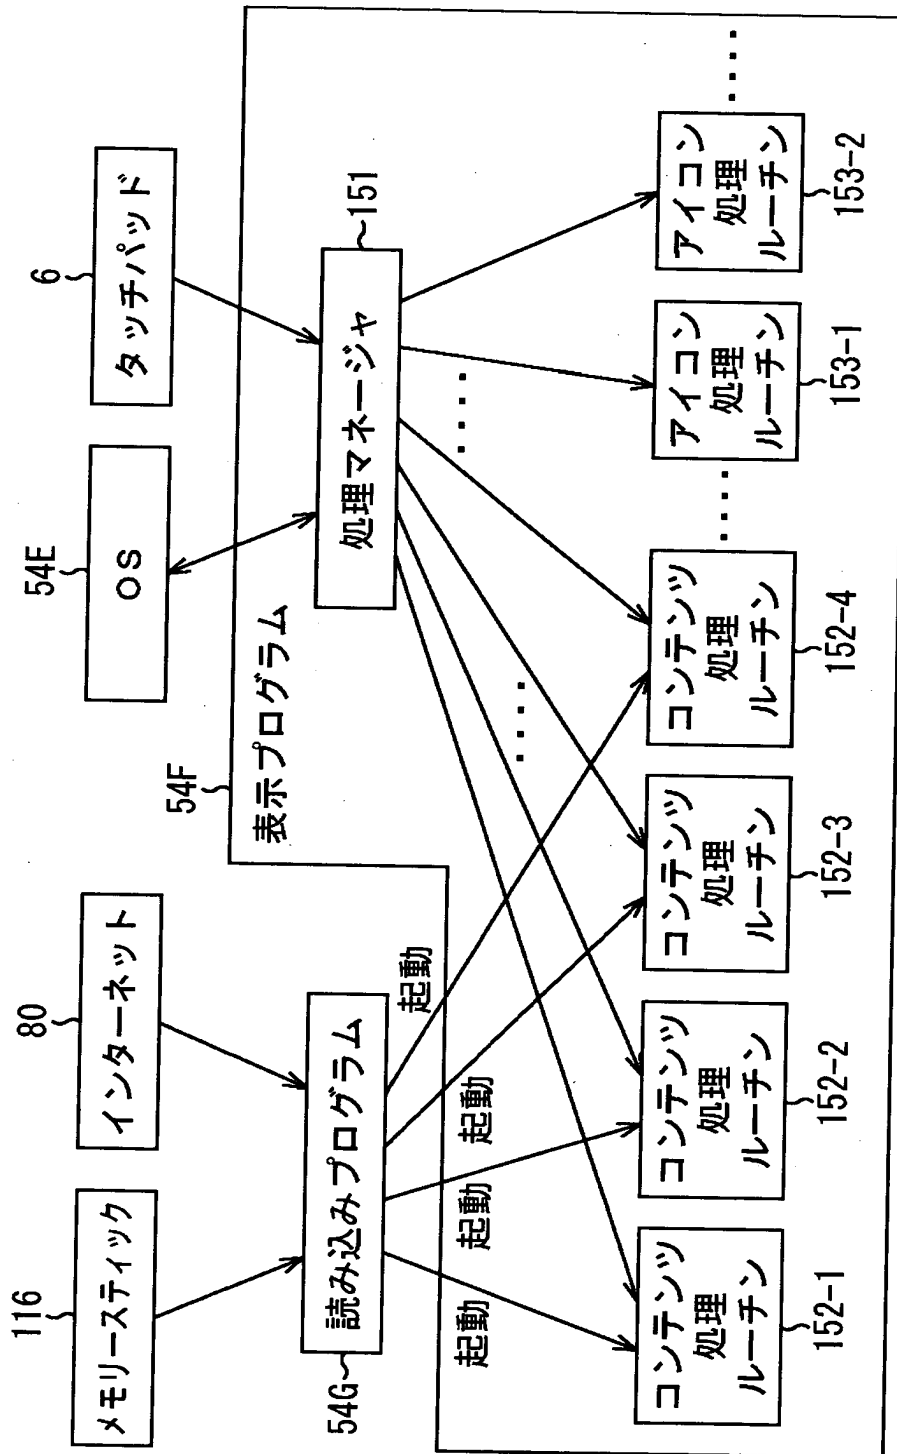 116
メモリースティック
80
インターネット
54E
OS
6
タッチパッド
54F
表示プログラム
54G
読み込みプログラム
151
処理マネージャ
起動
起動
起動
起動
‥‥
‥‥
コンテンツ
処理
ルーチン
152-1
コンテンツ
処理
ルーチン
152-2
コンテンツ
処理
ルーチン
152-3
コンテンツ
処理
ルーチン
152-4
‥‥
アイコン
処理
ルーチン
153-1
アイコン
処理
ルーチン
153-2
‥‥